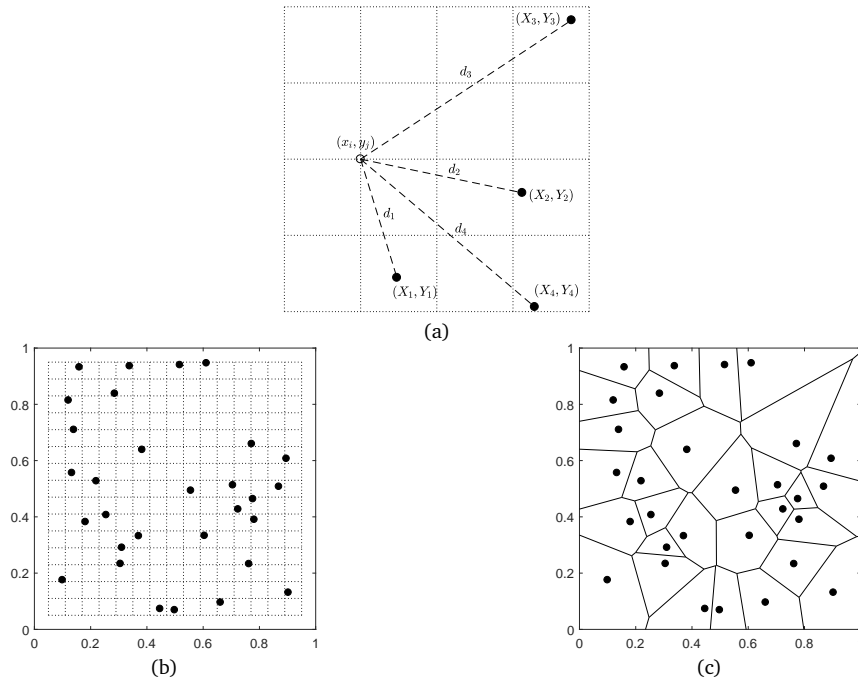 (X₃, Y₃)
d₃
(xᵢ, yⱼ)
d₂
(X₂, Y₂)
d₁
d₄
(X₁, Y₁)
(X₄, Y₄)
(a)
1
0.8
0.6
0.4
0.2
0
0 0.2 0.4 0.6 0.8 1
(b)
1
0.8
0.6
0.4
0.2
0
0 0.2 0.4 0.6 0.8
(c)